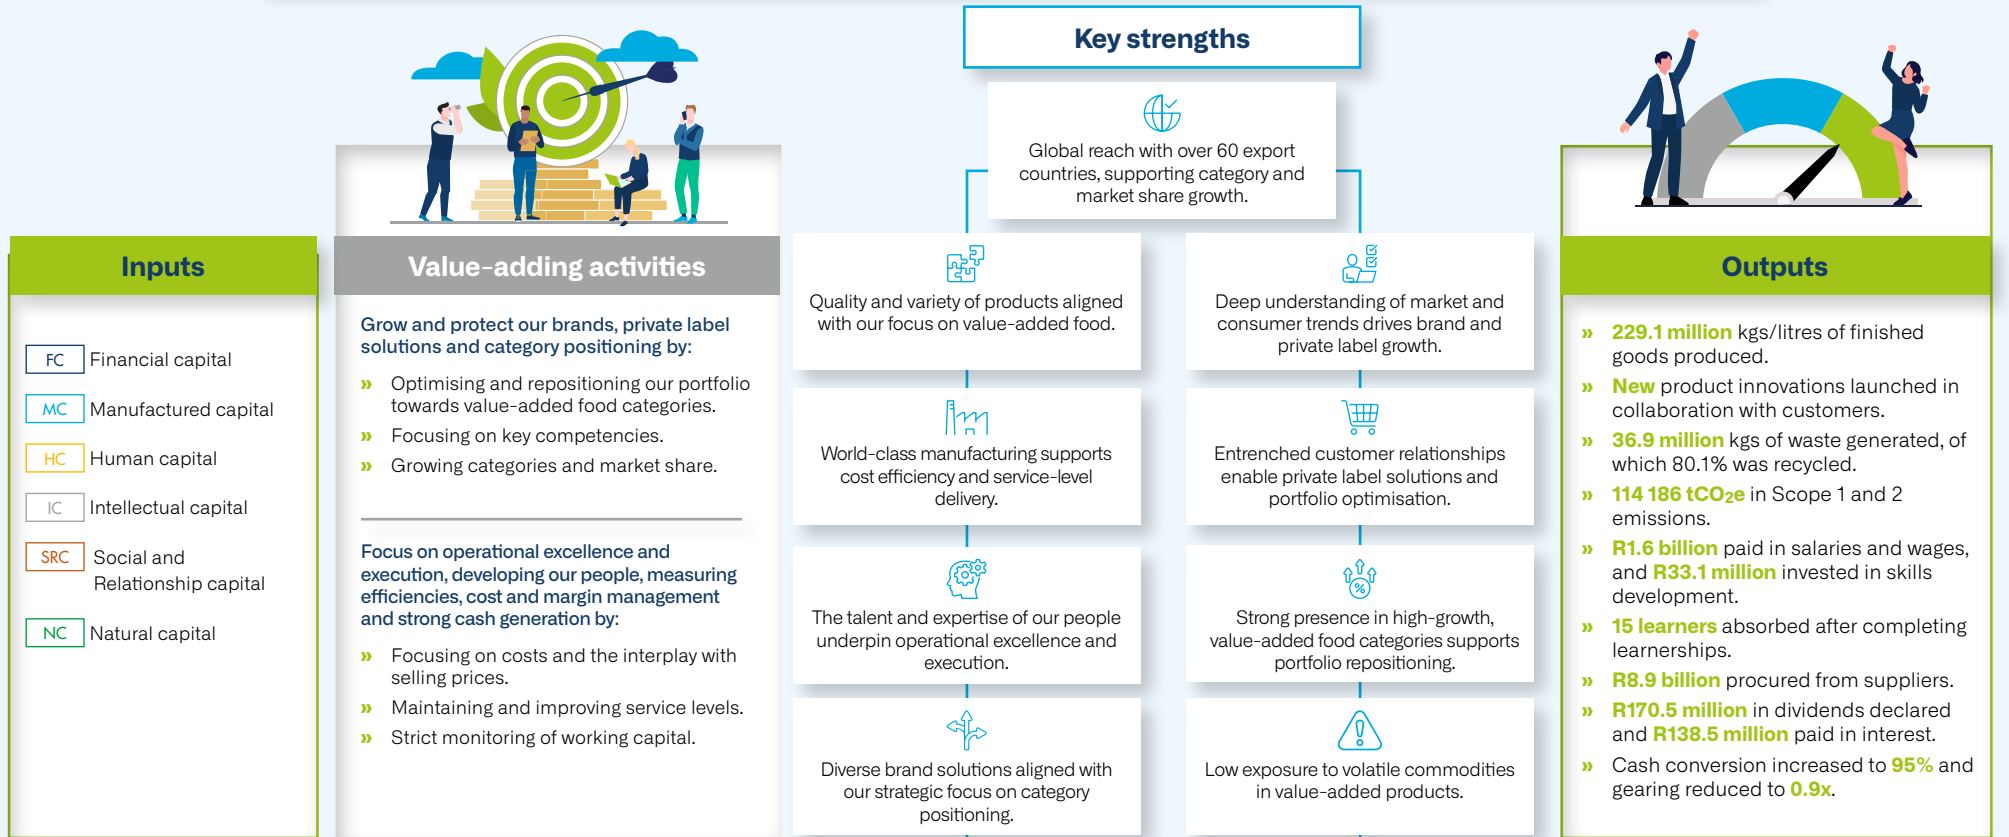 Key strengths
Global reach with over 60 export
countries, supporting category and
market share growth.
Inputs
FC Financial capital
MC Manufactured capital
HC Human capital
IC Intellectual capital
SRC Social and
Relationship capital
NC Natural capital
Value-adding activities
Grow and protect our brands, private label
solutions and category positioning by:
» Optimising and repositioning our portfolio
towards value-added food categories.
» Focusing on key competencies.
» Growing categories and market share.
Focus on operational excellence and
execution, developing our people, measuring
efficiencies, cost and margin management
and strong cash generation by:
» Focusing on costs and the interplay with
selling prices.
» Maintaining and improving service levels.
» Strict monitoring of working capital.
Quality and variety of products aligned
with our focus on value-added food.
Deep understanding of market and
consumer trends drives brand and
private label growth.
World-class manufacturing supports
cost efficiency and service-level
delivery.
Entrenched customer relationships
enable private label solutions and
portfolio optimisation.
The talent and expertise of our people
underpin operational excellence and
execution.
Strong presence in high-growth,
value-added food categories supports
portfolio repositioning.
Diverse brand solutions aligned with
our strategic focus on category
positioning.
Low exposure to volatile commodities
in value-added products.
Outputs
» 229.1 million kgs/litres of finished
goods produced.
» New product innovations launched in
collaboration with customers.
» 36.9 million kgs of waste generated, of
which 80.1% was recycled.
» 114 186 tCO2e in Scope 1 and 2
emissions.
» R1.6 billion paid in salaries and wages,
and R33.1 million invested in skills
development.
» 15 learners absorbed after completing
learnerships.
» R8.9 billion procured from suppliers.
» R170.5 million in dividends declared
and R138.5 million paid in interest.
» Cash conversion increased to 95% and
gearing reduced to 0.9x.